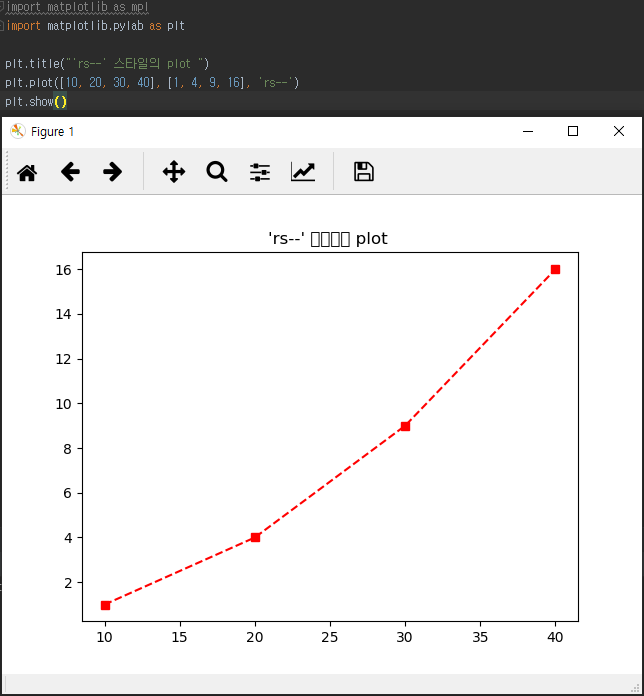 import matplotlib as mpl
import matplotlib.pylab as plt
plt.title("'rs--' 스타일의 plot ")
plt.plot([10, 20, 30, 40], [1, 4, 9, 16], 'rs--')
plt.show()
Figure 1
'rs--' □□□□ plot
16
14
12
10
8
6
4
2
10 15 20 25 30 35 40